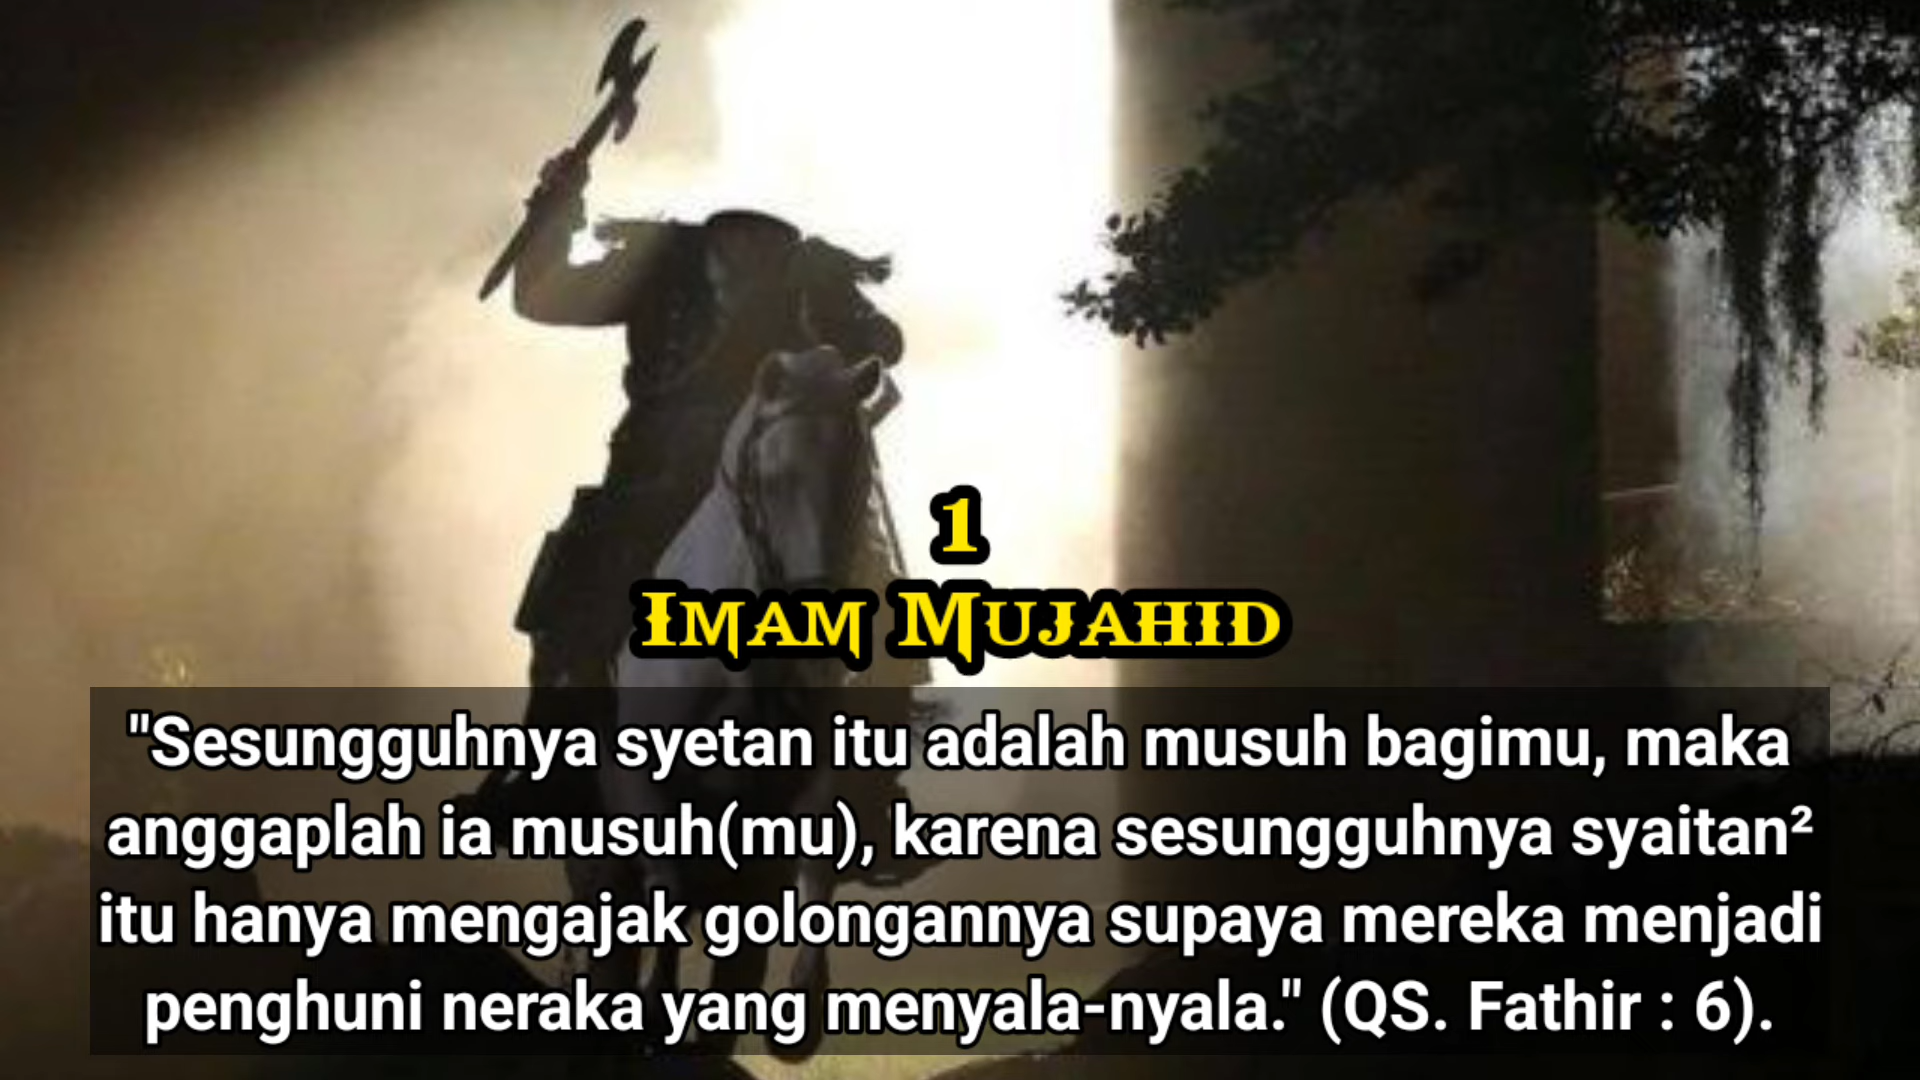 1
Imam Mujahid
"Sesungguhnya syetan itu adalah musuh bagimu, maka
anggaplah ia musuh(mu), karena sesungguhnya syaitan²
itu hanya mengajak golongannya supaya mereka menjadi
penghuni neraka yang menyala-nyala." (QS. Fathir : 6).